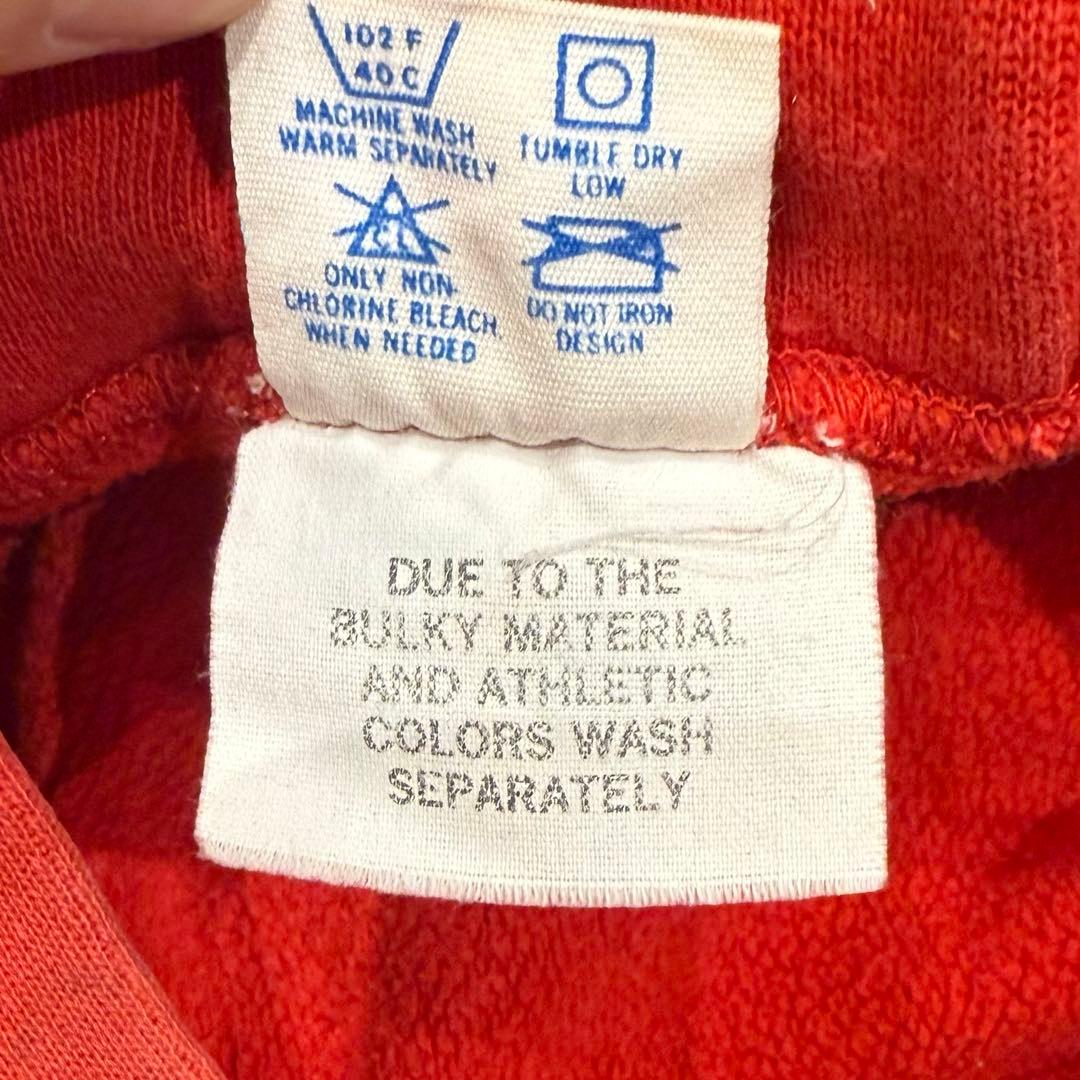 102 F
40 C
MACHINE WASH
WARM SEPARATELY
TUMBLE DRY
LOW
CL
ONLY NON-
CHLORINE BLEACH
WHEN NEEDED
DO NOT IRON
DESIGN
DUE TO THE
BULKY MATERIAL
AND ATHLETIC
COLORS WASH
SEPARATELY